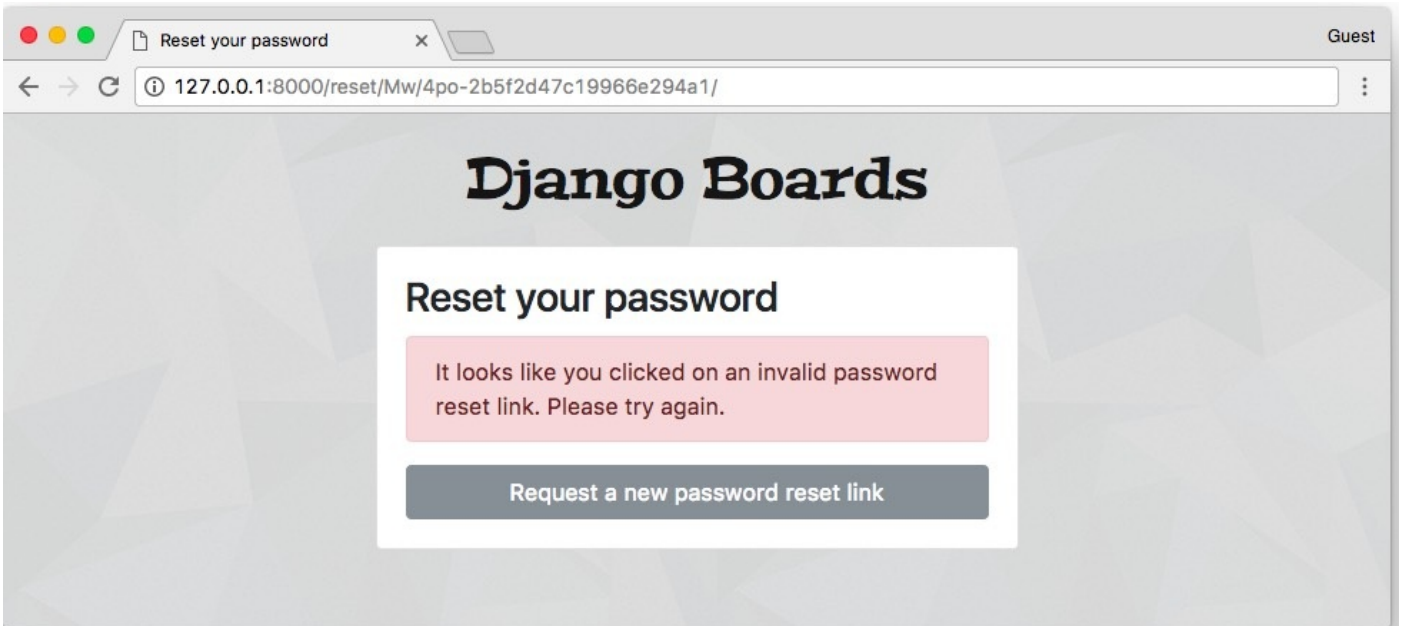 Reset your password
Guest
127.0.0.1:8000/reset/Mw/4po-2b5f2d47c19966e294a1/
Django Boards
Reset your password
It looks like you clicked on an invalid password
reset link. Please try again.
Request a new password reset link